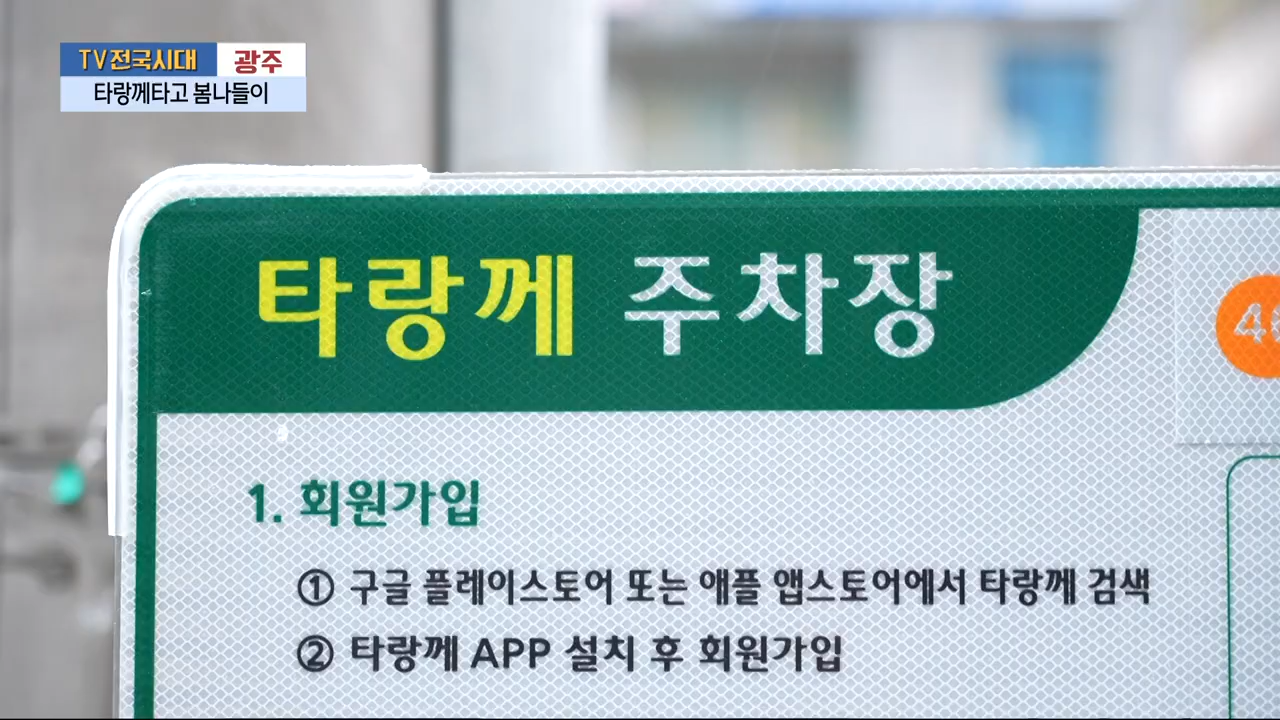 TV전국시대 광주
타랑께타고 봄나들이
타랑께 주차장
1. 회원가입
① 구글 플레이스토어 또는 애플 앱스토어에서 타랑께 검색
② 타랑께 APP 설치 후 회원가입